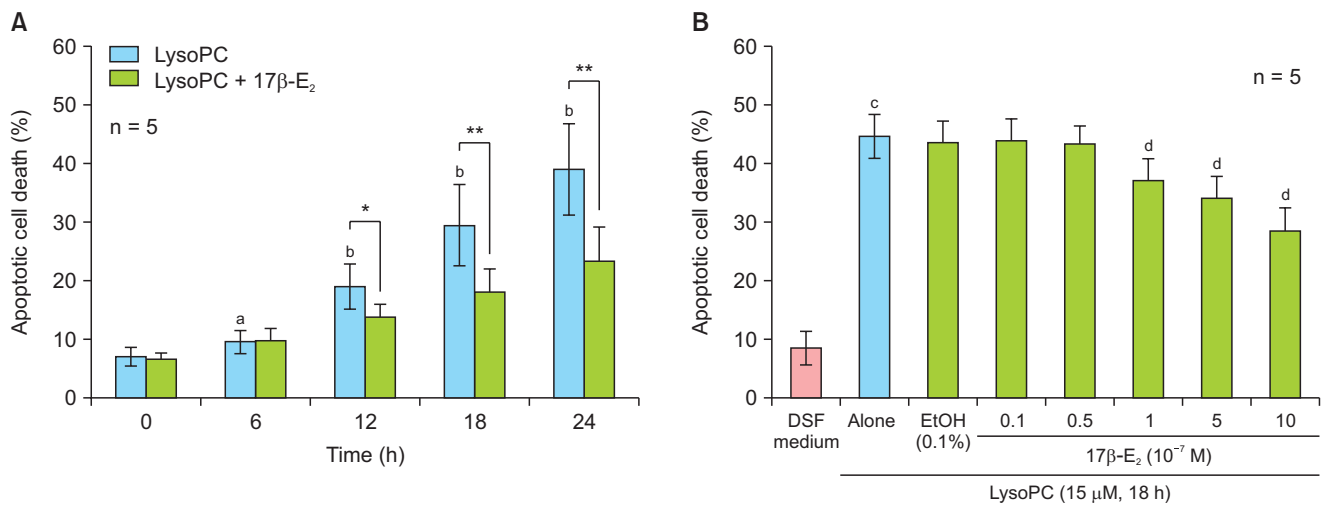 A
60
50
40
30
20
10
0
Apoptotic cell death (%)
LysoPC
LysoPC + 17β-E₂
n = 5
a
b
*
b
**
b
**
0 6 12 18 24
Time (h)
B
60
50
40
30
20
10
0
Apoptotic cell death (%)
n = 5
c
d
d
d
DSF medium
Alone
EtOH (0.1%)
0.1 0.5 1 5 10
17β-E₂ (10⁻⁷ M)
LysoPC (15 μM, 18 h)